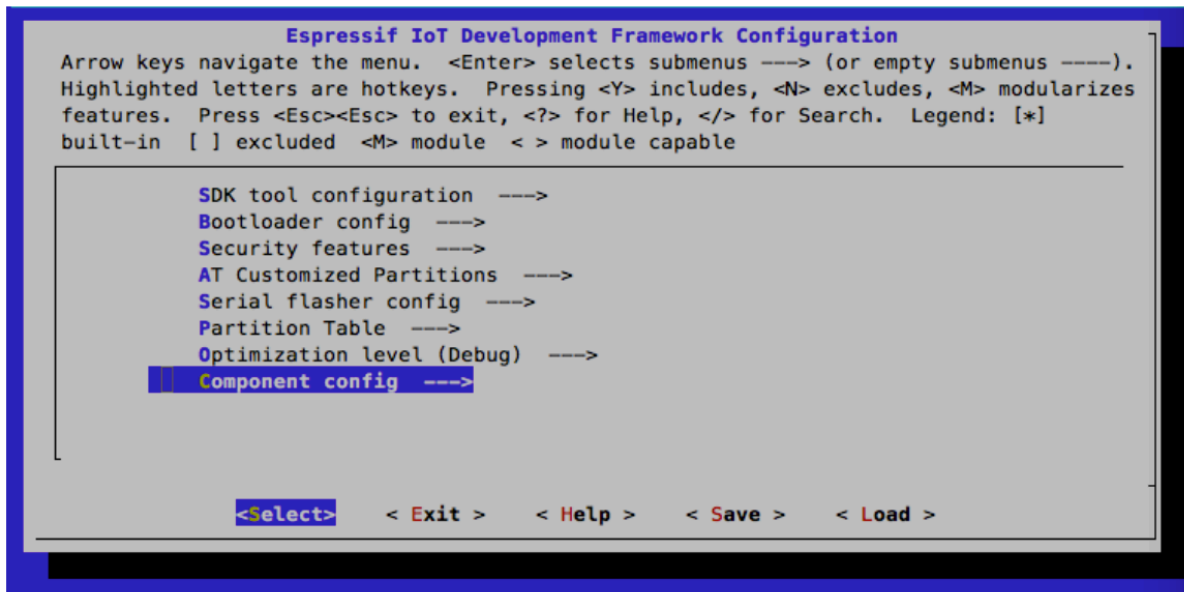 Espressif IoT Development Framework Configuration
Arrow keys navigate the menu.  <Enter> selects submenus ---> (or empty submenus ----).
Highlighted letters are hotkeys.  Pressing <Y> includes, <N> excludes, <M> modularizes
features.  Press <Esc><Esc> to exit, <?> for Help, </> for Search.  Legend: [*]
built-in  [ ] excluded  <M> module  < > module capable
SDK tool configuration  --->
Bootloader config  --->
Security features  --->
AT Customized Partitions  --->
Serial flasher config  --->
Partition Table  --->
Optimization level (Debug)  --->
Component config  --->
<Select>    < Exit >    < Help >    < Save >    < Load >